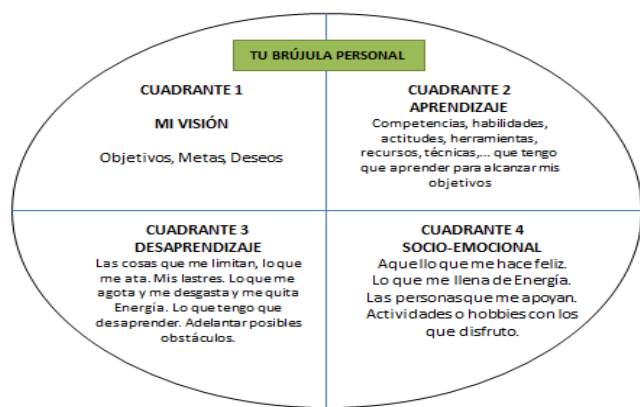 TU BRÚJULA PERSONAL
CUADRANTE 1
MI VISIÓN
Objetivos, Metas, Deseos
CUADRANTE 2
APRENDIZAJE
Competencias, habilidades,
actitudes, herramientas,
recursos, técnicas,... que tengo
que aprender para alcanzar mis
objetivos
CUADRANTE 3
DESAPRENDIZAJE
Las cosas que me limitan, lo que
me ata. Mis lastres. Lo que me
agota y me desgasta y me quita
Energía. Lo que tengo que
desaprender. Adelantar posibles
obstáculos.
CUADRANTE 4
SOCIO-EMOCIONAL
Aquello que me hace feliz.
Lo que me llena de Energía.
Las personas que me apoyan.
Actividades o hobbies con los
que disfruto.